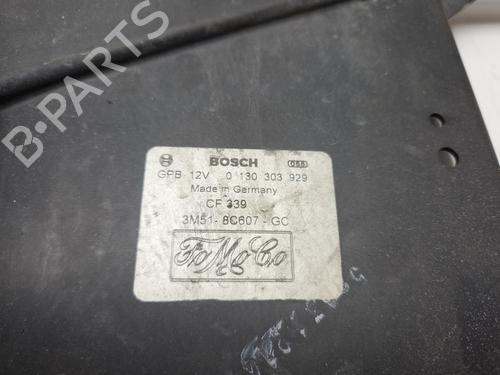 BOSCH
GPB 12V 0 130 303 929
Made in Germany
CF 339
3M51- 8C607 - GC
FoMoCo
B-PARTS